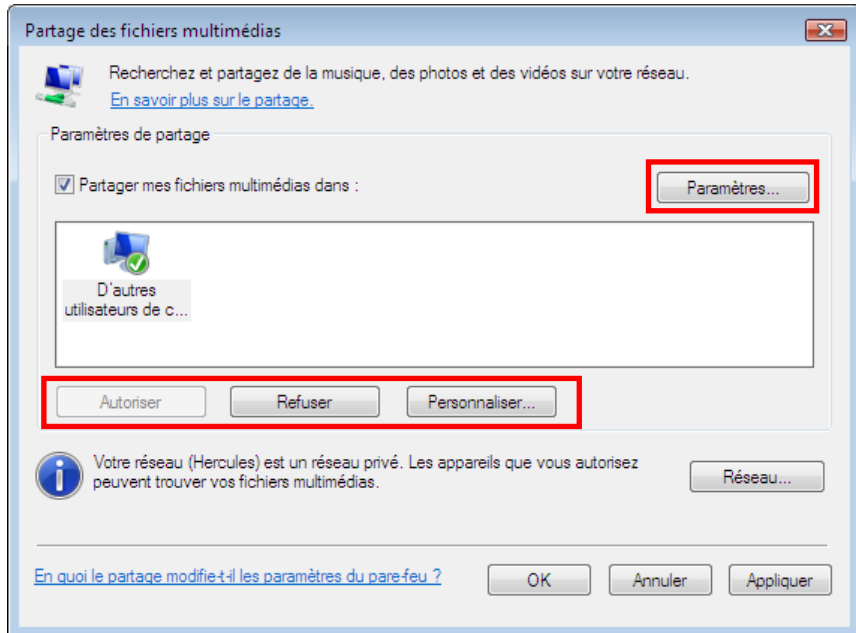 Partage des fichiers multimédias
Recherchez et partagez de la musique, des photos et des vidéos sur votre réseau.
En savoir plus sur le partage.
Paramètres de partage
Partager mes fichiers multimédias dans :
Paramètres...
D'autres
utilisateurs de c...
Autoriser
Refuser
Personnaliser...
Votre réseau (Hercules) est un réseau privé. Les appareils que vous autorisez
peuvent trouver vos fichiers multimédias.
Réseau...
En quoi le partage modifie-t-il les paramètres du pare-feu ?
OK
Annuler
Appliquer